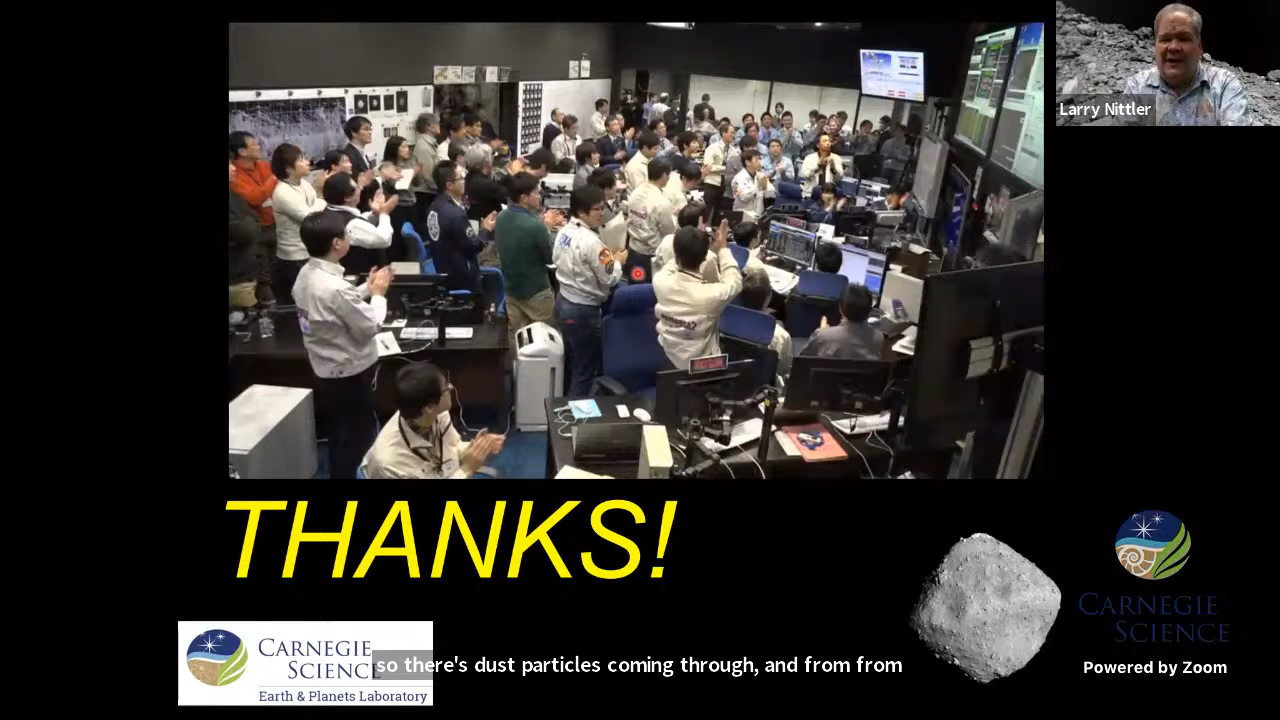 Larry Nittler
THANKS!
CARNEGIE
SCIENCE
CARNEGIE
SCIENCE
Earth & Planets Laboratory
so there's dust particles coming through, and from from
Powered by Zoom